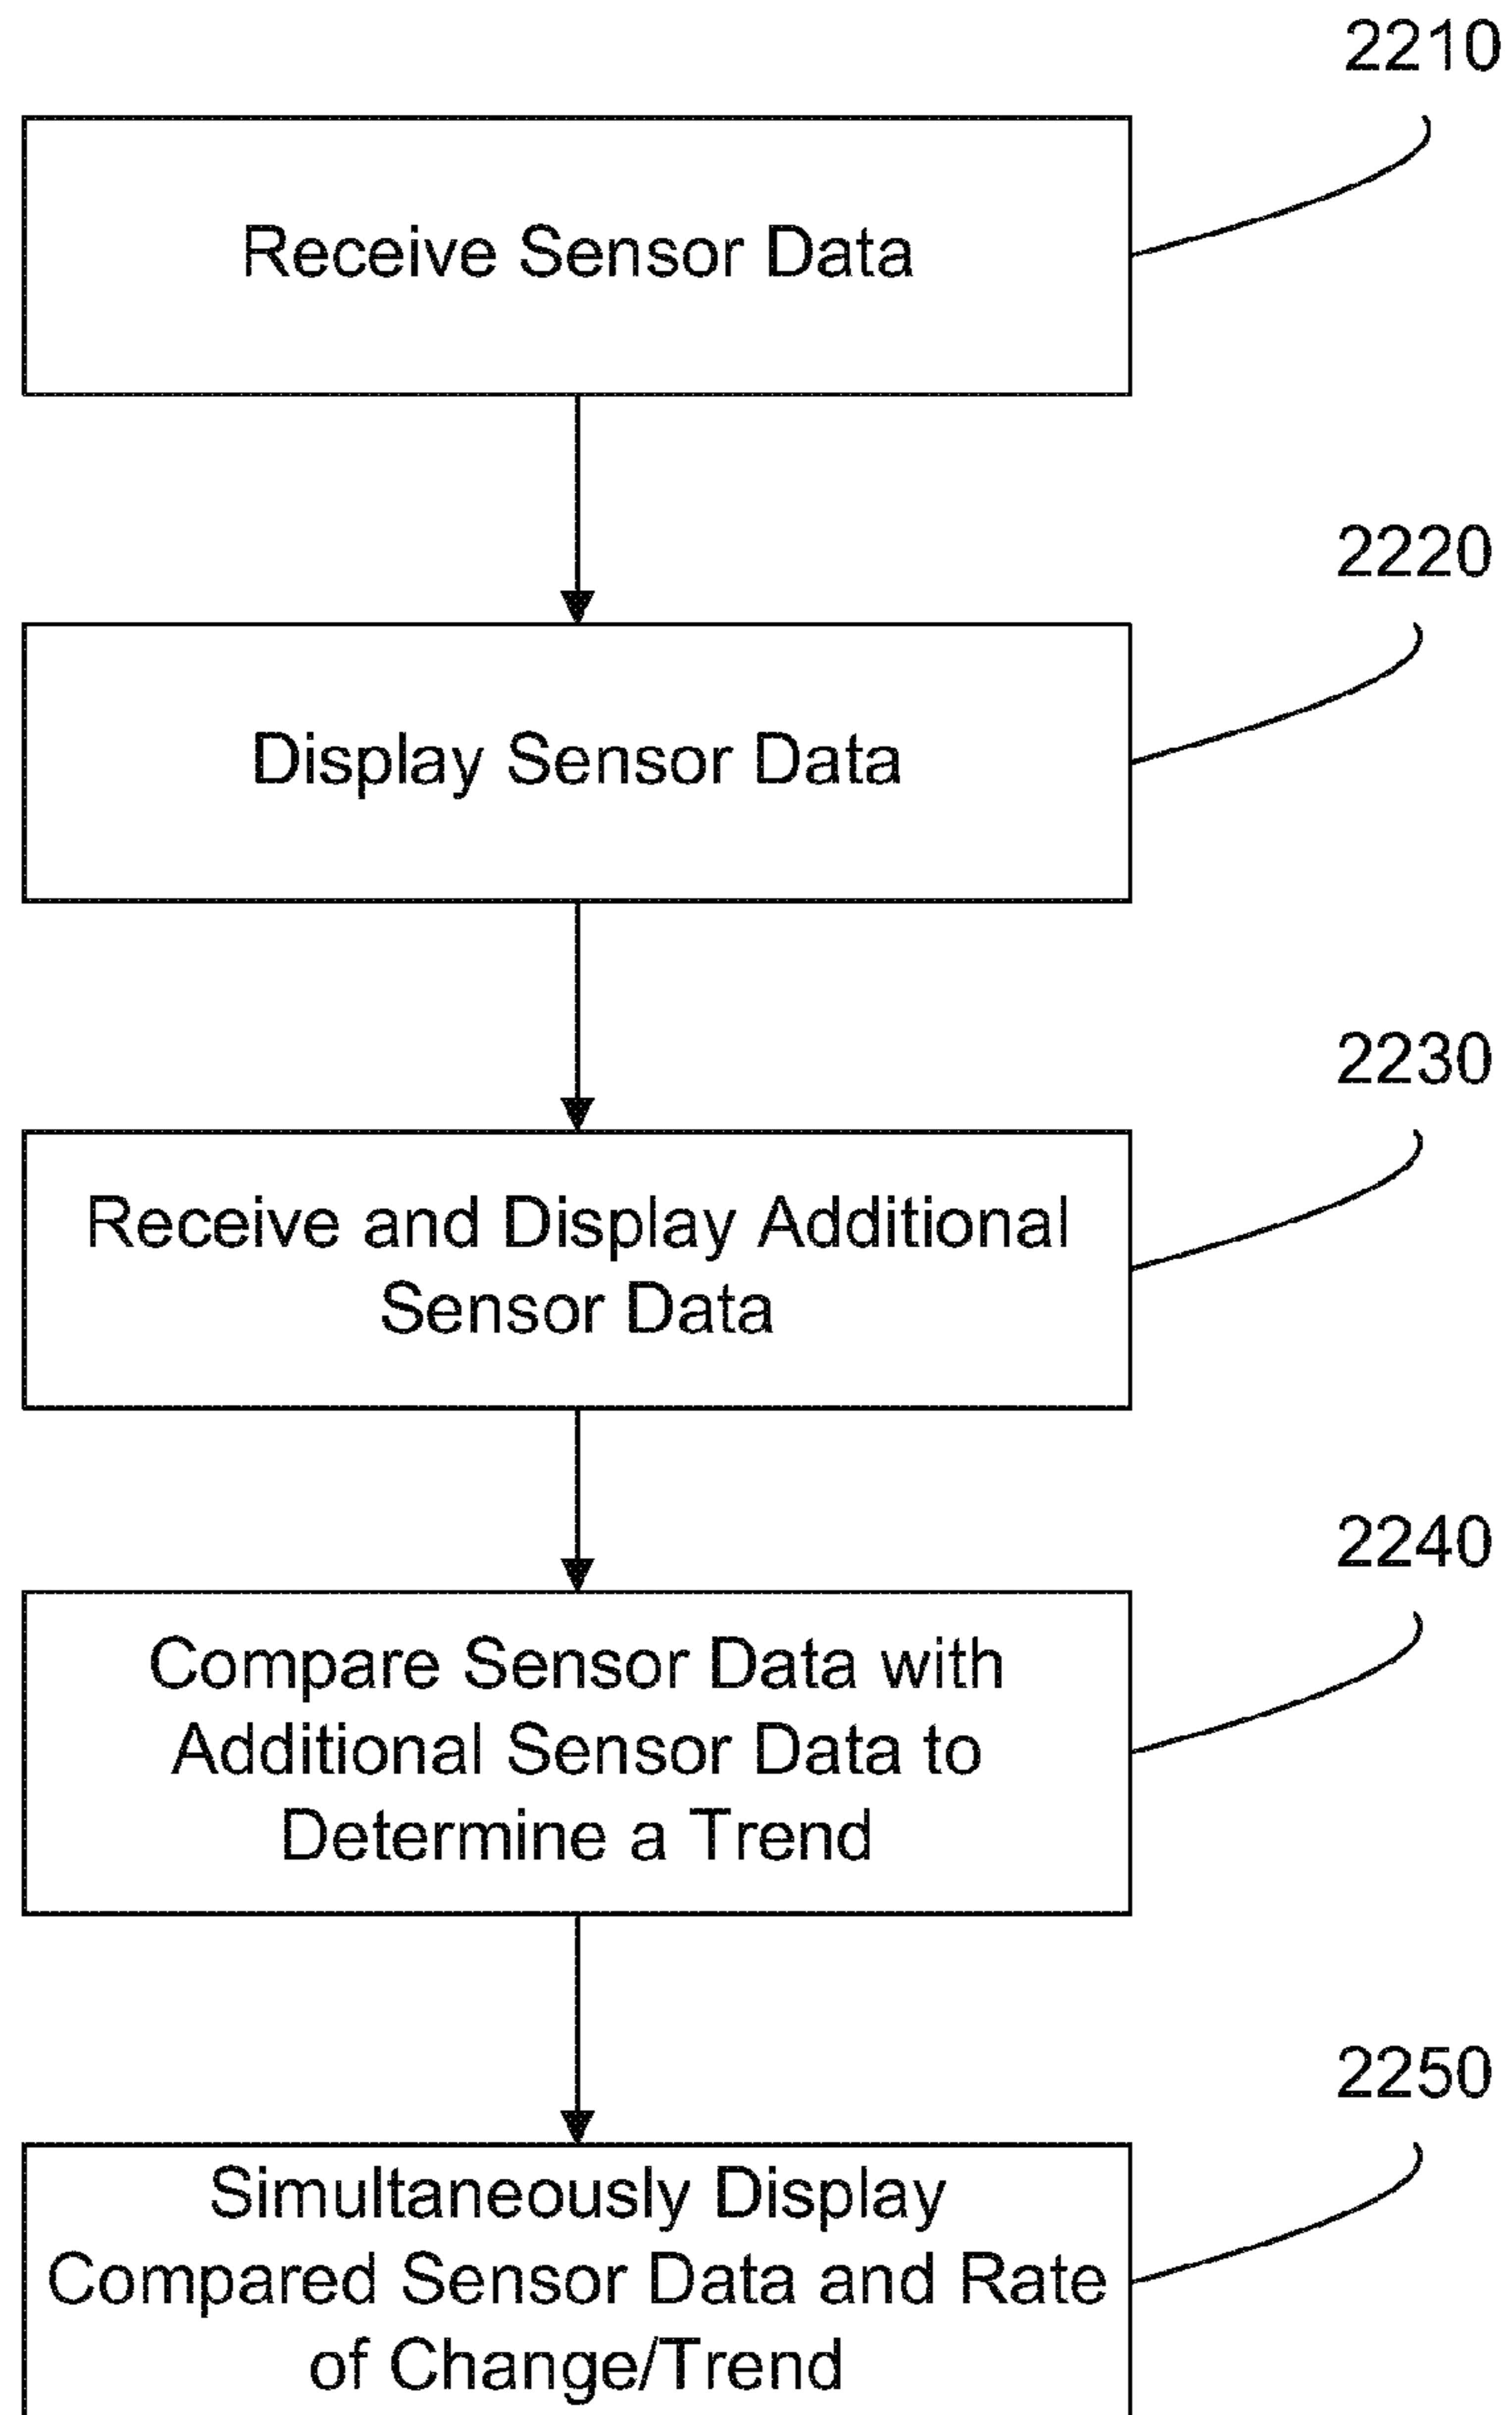 2210
Receive Sensor Data
2220
Display Sensor Data
2230
Receive and Display Additional
Sensor Data
2240
Compare Sensor Data with
Additional Sensor Data to
Determine a Trend
2250
Simultaneously Display
Compared Sensor Data and Rate
of Change/Trend